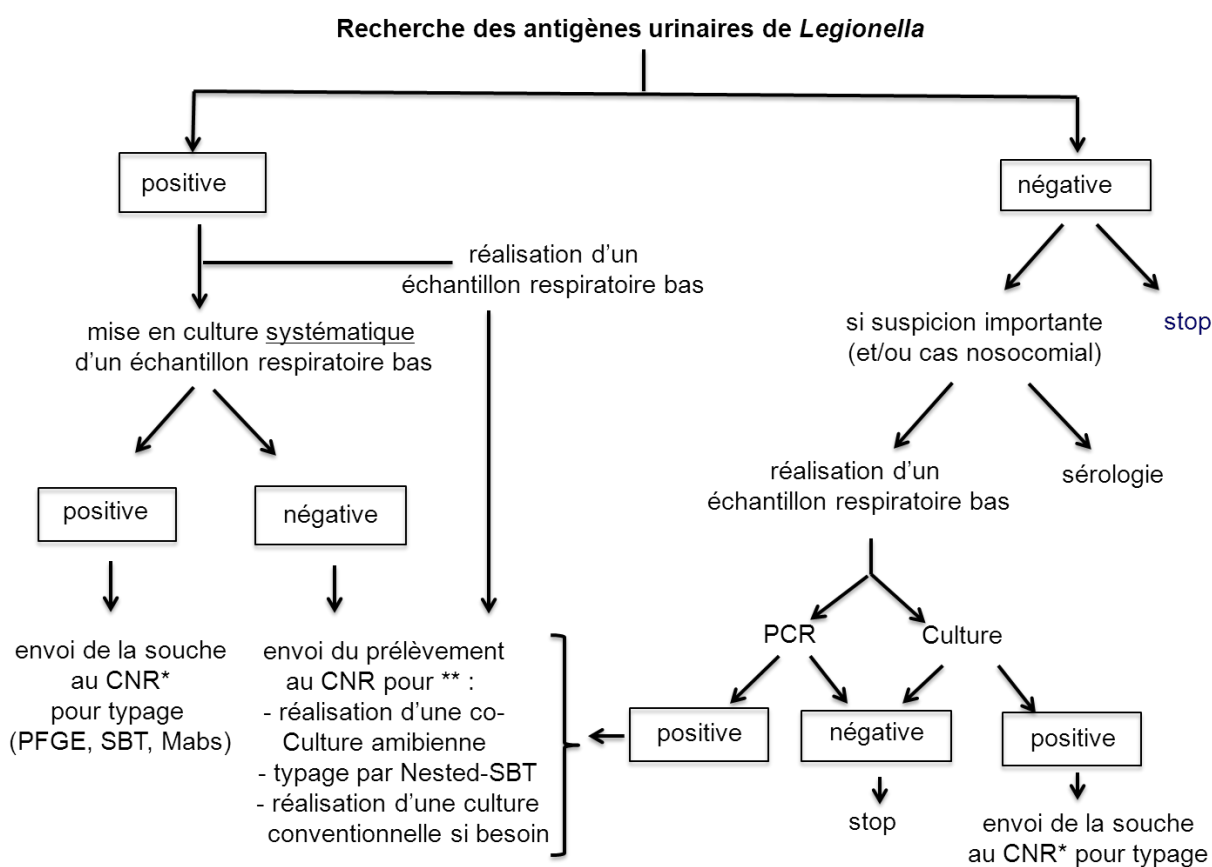 Recherche des antigènes urinaires de Legionella
positive
négative
réalisation d'un
échantillon respiratoire bas
mise en culture systématique
d'un échantillon respiratoire bas
si suspicion importante
(et/ou cas nosocomial)
stop
positive
négative
réalisation d'un
échantillon respiratoire bas
sérologie
envoi de la souche
au CNR*
pour typage
(PFGE, SBT, Mabs)
envoi du prélèvement
au CNR pour ** :
- réalisation d'une co-
Culture amibienne
- typage par Nested-SBT
- réalisation d'une culture
conventionnelle si besoin
PCR
Culture
positive
négative
positive
stop
envoi de la souche
au CNR* pour typage